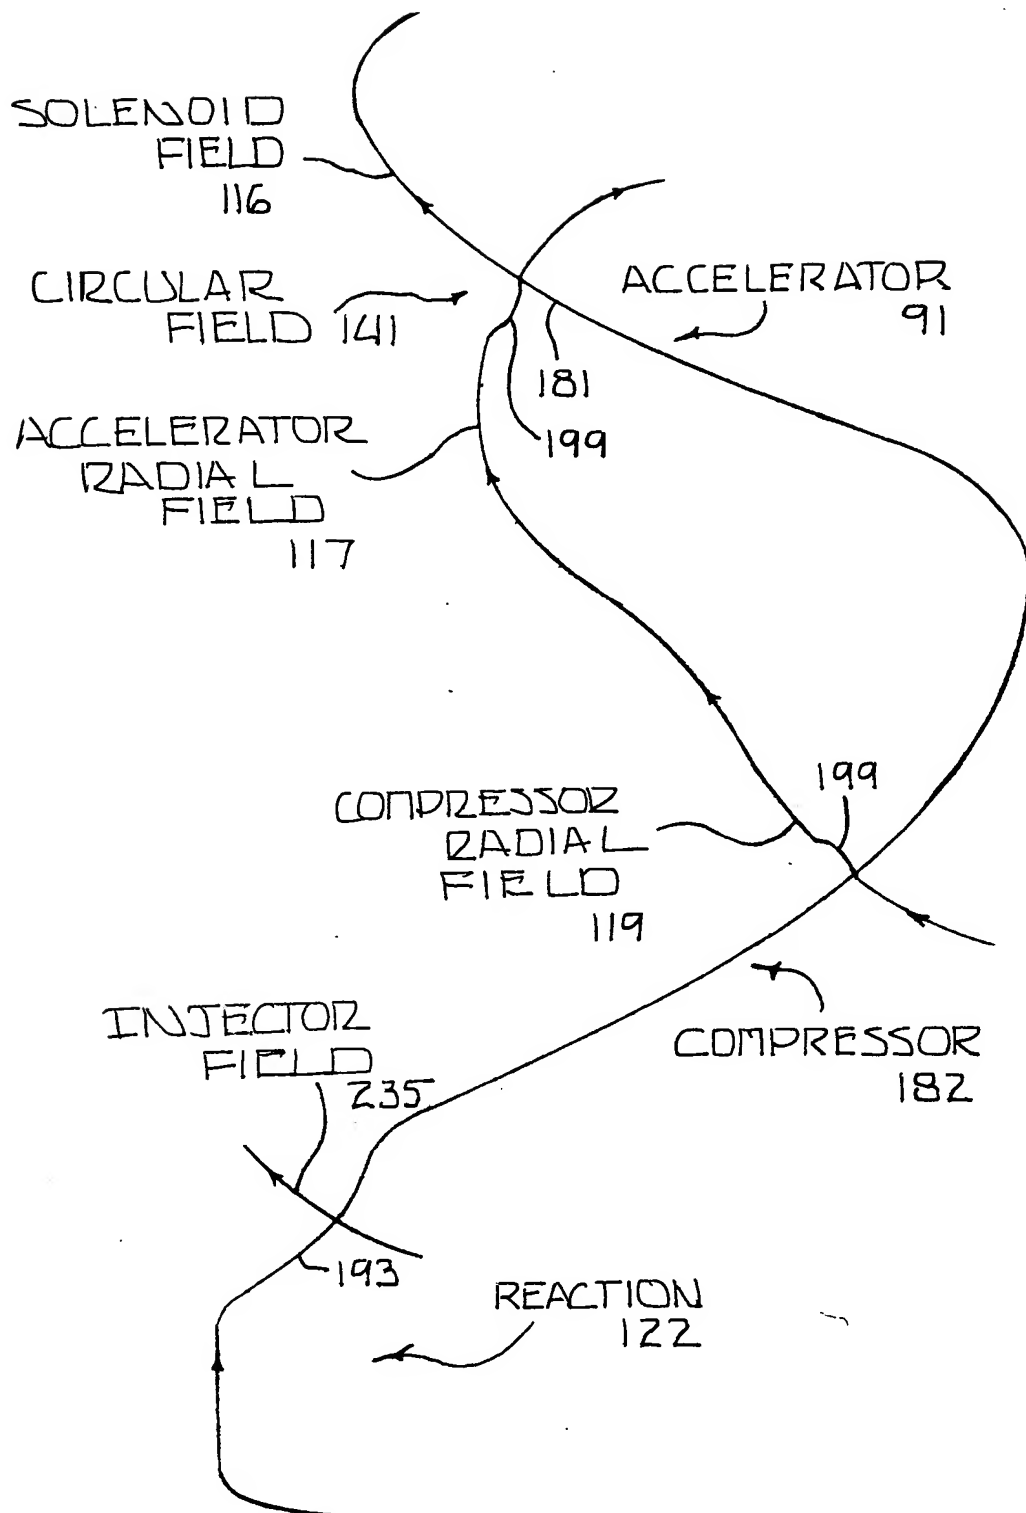 SOLENOID
FIELD
116
CIRCULAR
FIELD 141
ACCELERATOR
91
181
199
ACCELERATOR
RADIAL
FIELD
117
199
COMPRESSOR
RADIAL
FIELD
119
INJECTOR
FIELD
235
COMPRESSOR
182
193
REACTION
122